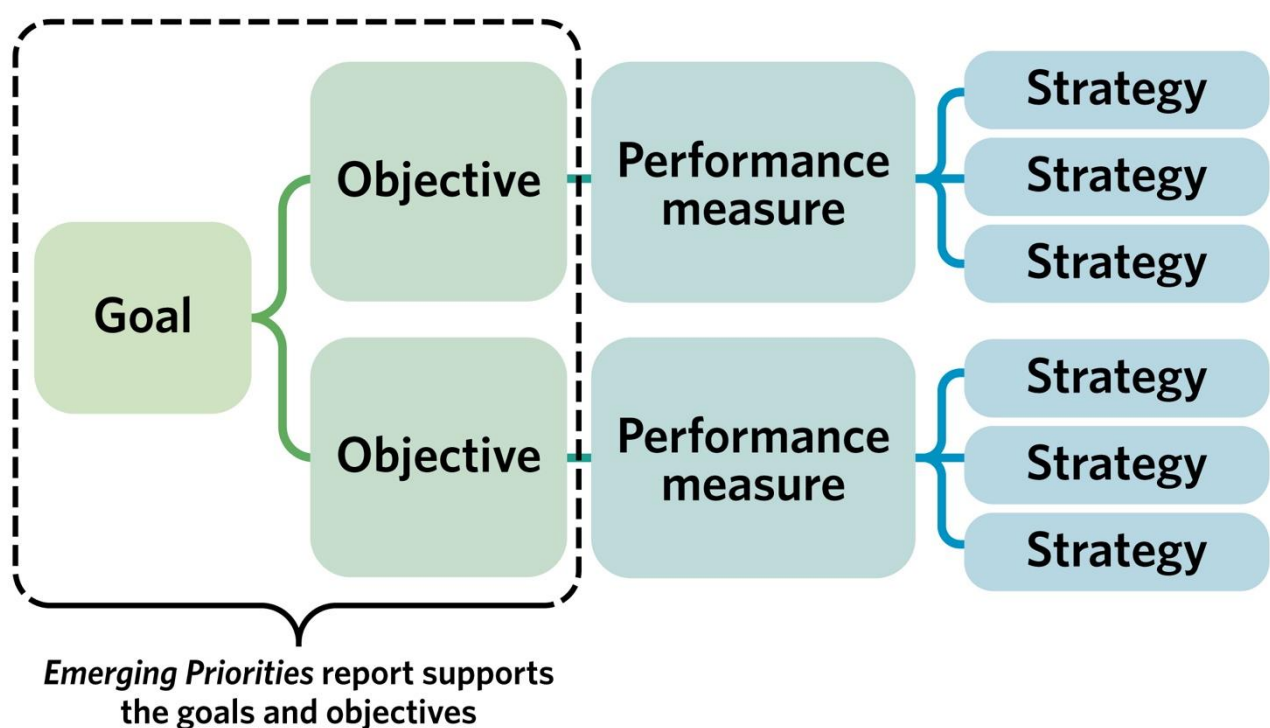 Goal
Objective
Performance
measure
Strategy
Strategy
Strategy
Objective
Performance
measure
Strategy
Strategy
Strategy
Emerging Priorities report supports
the goals and objectives